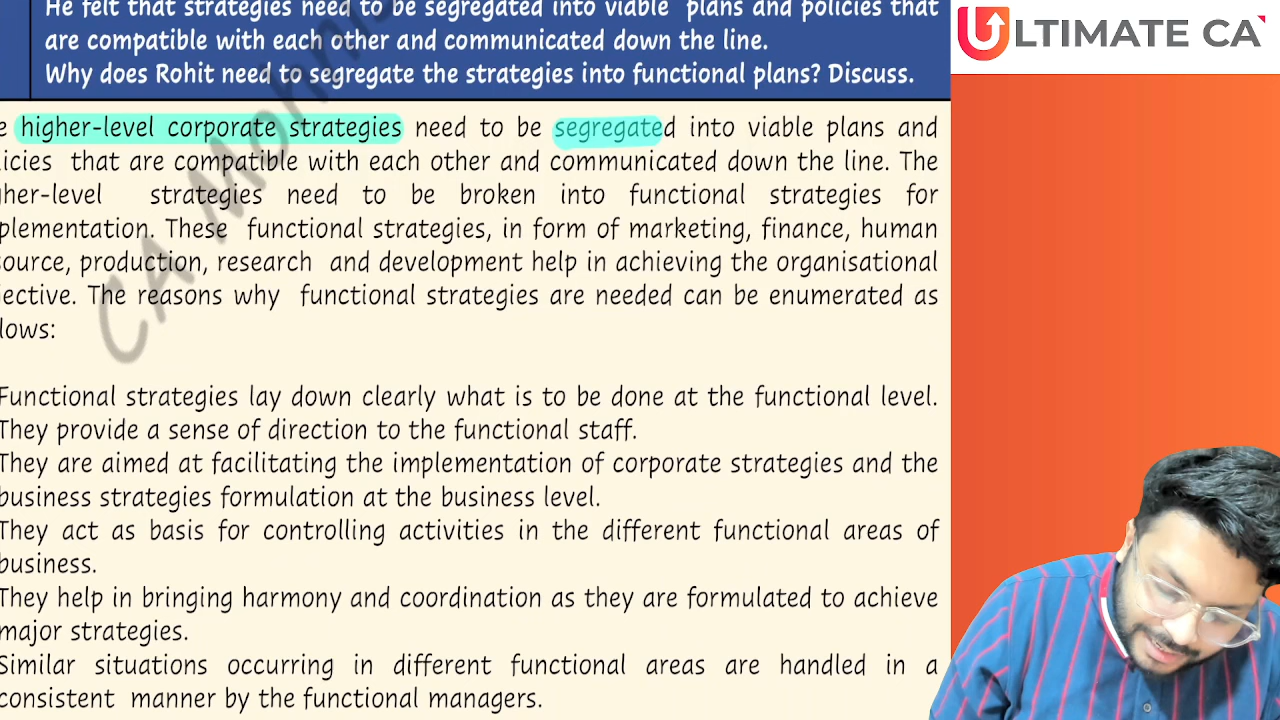 He felt that strategies need to be segregated into viable plans and policies that
are compatible with each other and communicated down the line.
Why does Rohit need to segregate the strategies into functional plans? Discuss.
ULTIMATE CA
higher-level corporate strategies need to be segregated into viable plans and
that are compatible with each other and communicated down the line. The
strategies need to be broken into functional strategies for
These functional strategies, in form of marketing, finance, human
production, research and development help in achieving the organisational
The reasons why functional strategies are needed can be enumerated as
Functional strategies lay down clearly what is to be done at the functional level.
They provide a sense of direction to the functional staff.
They are aimed at facilitating the implementation of corporate strategies and the
business strategies formulation at the business level.
They act as basis for controlling activities in the different functional areas of
business.
They help in bringing harmony and coordination as they are formulated to achieve
major strategies.
Similar situations occurring in different functional areas are handled in a
consistent manner by the functional managers.
CA